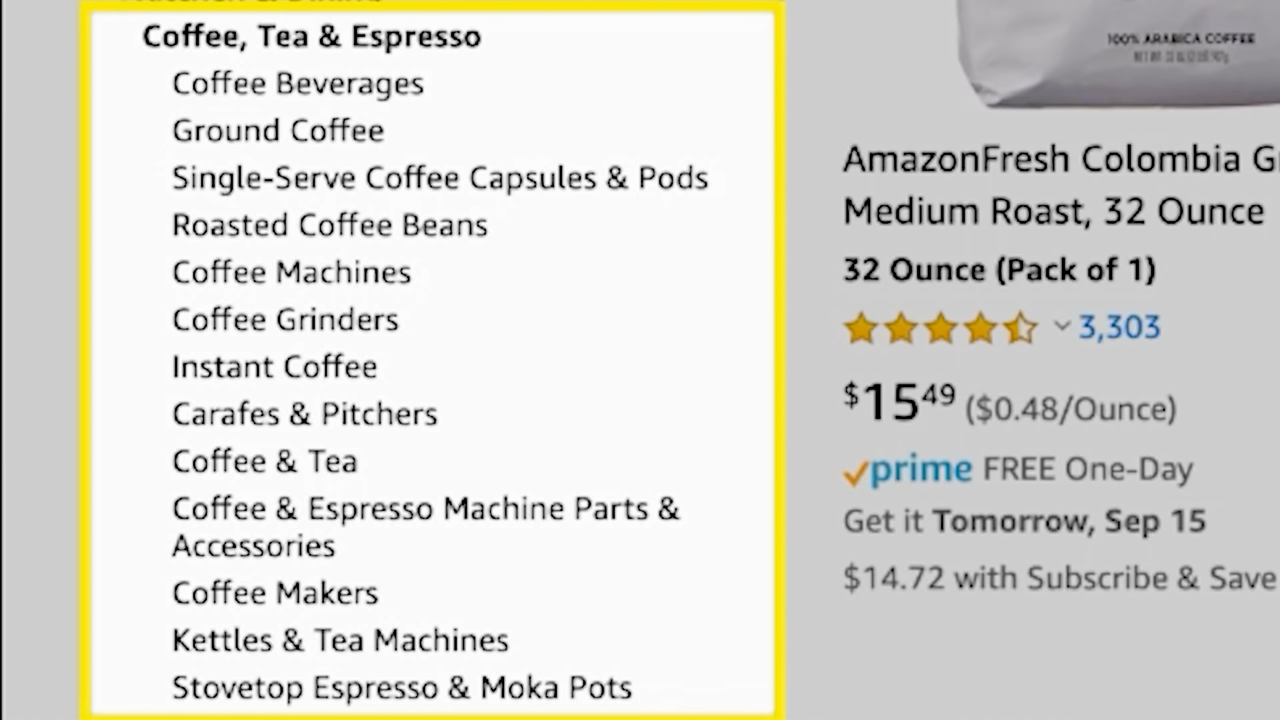 Coffee, Tea & Espresso
Coffee Beverages
Ground Coffee
Single-Serve Coffee Capsules & Pods
Roasted Coffee Beans
Coffee Machines
Coffee Grinders
Instant Coffee
Carafes & Pitchers
Coffee & Tea
Coffee & Espresso Machine Parts &
Accessories
Coffee Makers
Kettles & Tea Machines
Stovetop Espresso & Moka Pots
100% ARABICA COFFEE
AmazonFresh Colombia
Medium Roast, 32 Ounce
32 Ounce (Pack of 1)
3,303
$15.49 ($0.48/Ounce)
prime FREE One-Day
Get it Tomorrow, Sep 15
$14.72 with Subscribe & Save